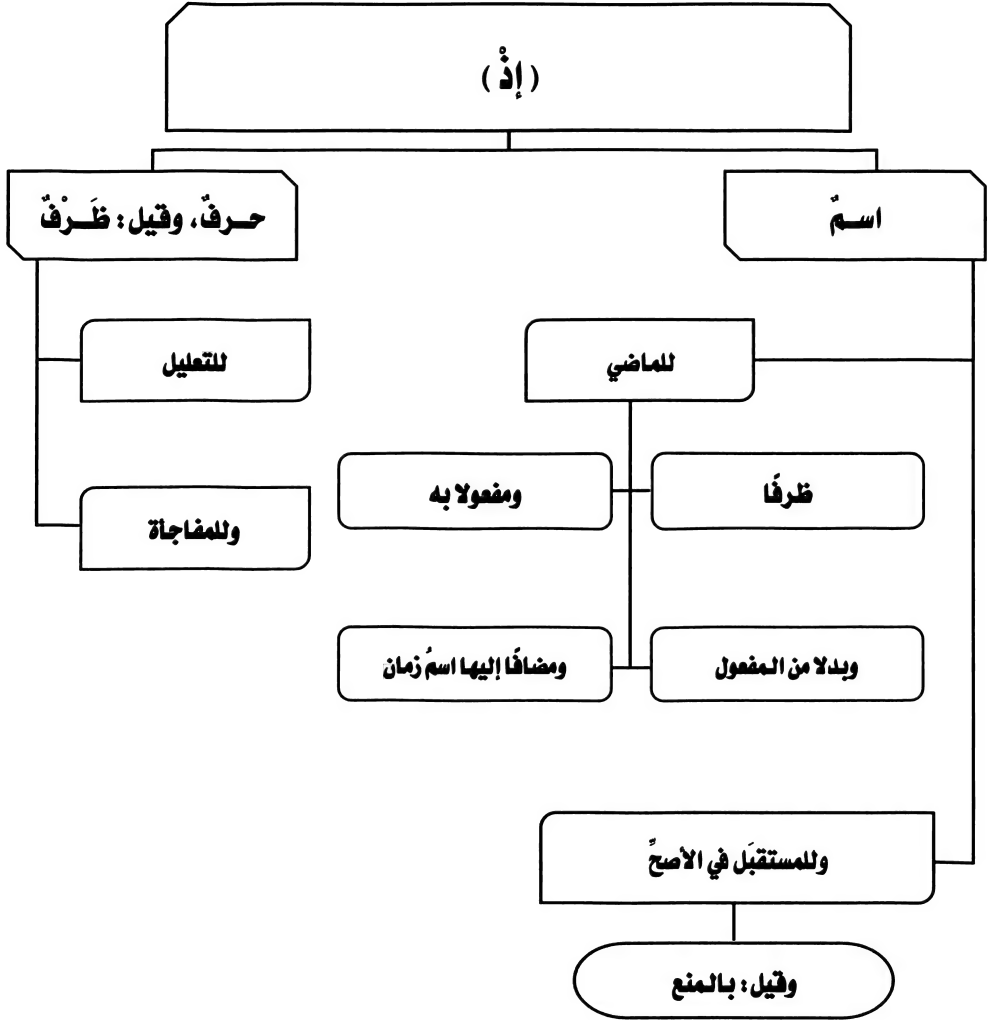 ( إذْ )
اسـمٌ
حـرفٌ، وقيل: ظَـرْفٌ
للماضي
للتعليل
ظرفًا
ومفعولا به
وللمفاجأة
وبدلا من المفعول
ومضافًا إليها اسمُ زمان
وللمستقبَل في الأصحِّ
وقيل: بالمنع